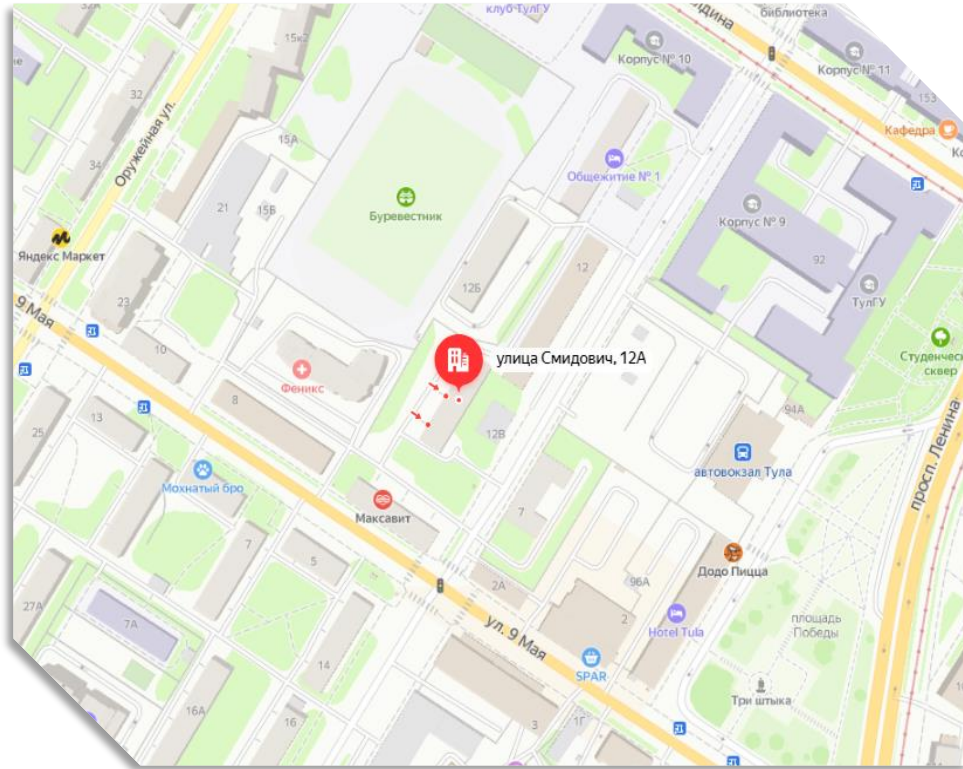 клуб ТулГУ
библиотека
15к2
Корпус № 10
Корпус № 11
32
153
Оружейная ул.
Кафедра
15А
34
Общежитие № 1
21
15Б
Буревестник
Корпус № 9
Яндекс Маркет
92
12
12Б
ТулГУ
23
9 Мая
10
улица Смидович, 12А
Феникс
8
94А
13
25
12В
автовокзал Тула
просп. Ленина
Мохнатый бро
Максавит
7
7
5
Додо Пицца
96А
2А
27А
7А
2
Hotel Tula
площадь
Победы
ул. 9 Мая
14
SPAR
Три штыка
16А
16
3
1Г